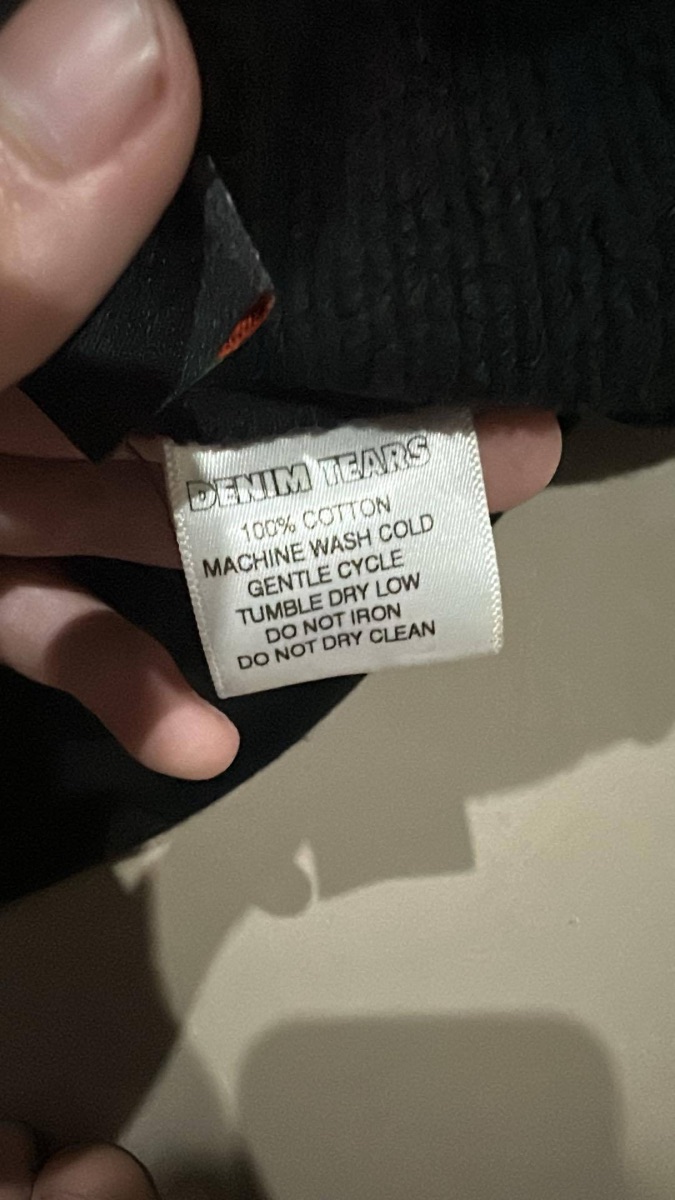 DENIM TEARS
100% COTTON
MACHINE WASH COLD
GENTLE CYCLE
TUMBLE DRY LOW
DO NOT IRON
DO NOT DRY CLEAN